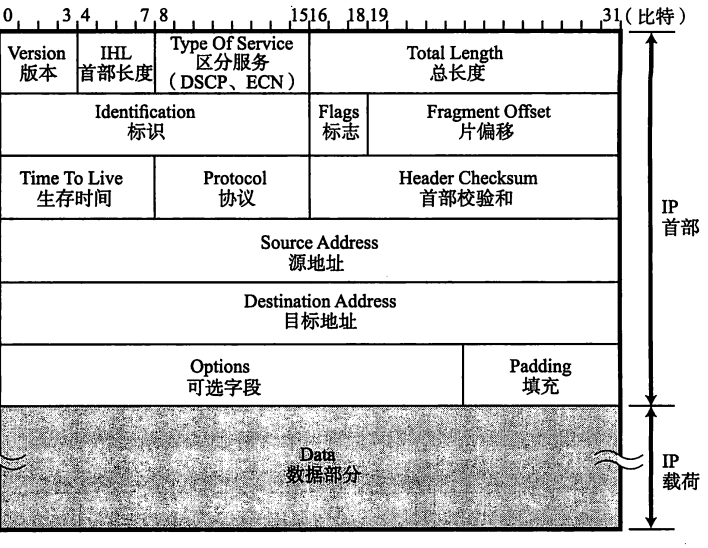 0 3 4 7 8 15 16 18 19 31 (比特)
Version
版本
IHL
首部长度
Type Of Service
区分服务
(DSCP、ECN)
Total Length
总长度
Identification
标识
Flags
标志
Fragment Offset
片偏移
Time To Live
生存时间
Protocol
协议
Header Checksum
首部校验和
Source Address
源地址
Destination Address
目标地址
Options
可选字段
Padding
填充
IP
首部
Data
数据部分
IP
载荷